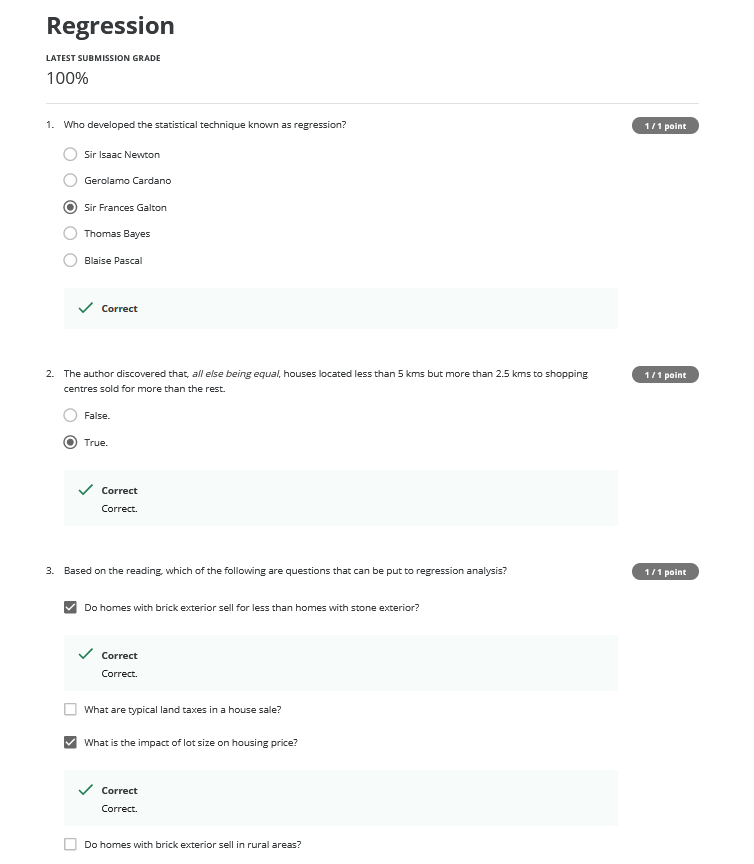 Regression
LATEST SUBMISSION GRADE
100%
1. Who developed the statistical technique known as regression?
1 / 1 point
Sir Isaac Newton
Gerolamo Cardano
Sir Frances Galton
Thomas Bayes
Blaise Pascal
Correct
2. The author discovered that, all else being equal, houses located less than 5 kms but more than 2.5 kms to shopping
centres sold for more than the rest.
1 / 1 point
False.
True.
Correct
Correct.
3. Based on the reading, which of the following are questions that can be put to regression analysis?
1 / 1 point
Do homes with brick exterior sell for less than homes with stone exterior?
Correct
Correct.
What are typical land taxes in a house sale?
What is the impact of lot size on housing price?
Correct
Correct.
Do homes with brick exterior sell in rural areas?